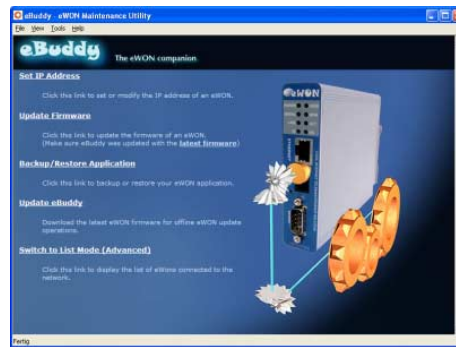 eBuddy - eWON Maintenance Utility
File View Tools Help
eBuddy The eWON companion
Set IP Address
Click this link to set or modify the IP address of an eWON.
Update Firmware
Click this link to update the firmware of an eWON.
(Make sure eBuddy was updated with the latest firmware)
Backup/Restore Application
Click this link to backup or restore your eWON application.
Update eBuddy
Download the latest eWON firmware for offline eWON update
operations.
Switch to List Mode (Advanced)
Click this link to display the list of eWons connected to the
network.
eWON
Fertig